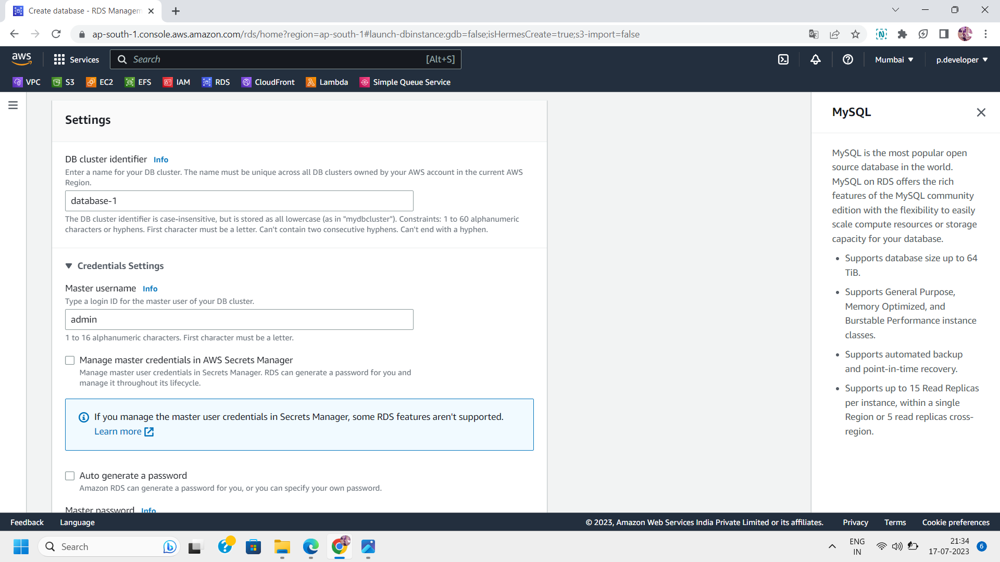 Create database - RDS Managem
ap-south-1.console.aws.amazon.com/rds/home?region=ap-south-1#launch-dbinstance:gdb=false;isHermesCreate=true;s3-import=false
aws
Services
Search
[Alt+S]
Mumbai
p.developer
VPC
S3
EC2
EFS
IAM
RDS
CloudFront
Lambda
Simple Queue Service
Settings
DB cluster identifier Info
Enter a name for your DB cluster. The name must be unique across all DB clusters owned by your AWS account in the current AWS
Region.
database-1
The DB cluster identifier is case-insensitive, but is stored as all lowercase (as in "mydbcluster"). Constraints: 1 to 60 alphanumeric
characters or hyphens. First character must be a letter. Can't contain two consecutive hyphens. Can't end with a hyphen.
Credentials Settings
Master username Info
Type a login ID for the master user of your DB cluster.
admin
1 to 16 alphanumeric characters. First character must be a letter.
Manage master credentials in AWS Secrets Manager
Manage master user credentials in Secrets Manager. RDS can generate a password for you and
manage it throughout its lifecycle.
If you manage the master user credentials in Secrets Manager, some RDS features aren't supported.
Learn more
Auto generate a password
Amazon RDS can generate a password for you, or you can specify your own password.
Master password Info
MySQL
MySQL is the most popular open
source database in the world.
MySQL on RDS offers the rich
features of the MySQL community
edition with the flexibility to easily
scale compute resources or storage
capacity for your database.
• Supports database size up to 64
TiB.
• Supports General Purpose,
Memory Optimized, and
Burstable Performance instance
classes.
• Supports automated backup
and point-in-time recovery.
• Supports up to 15 Read Replicas
per instance, within a single
Region or 5 read replicas cross-
region.
Feedback
Language
© 2023, Amazon Web Services India Private Limited or its affiliates.
Privacy
Terms
Cookie preferences
Search
ENG
IN
21:34
17-07-2023
6